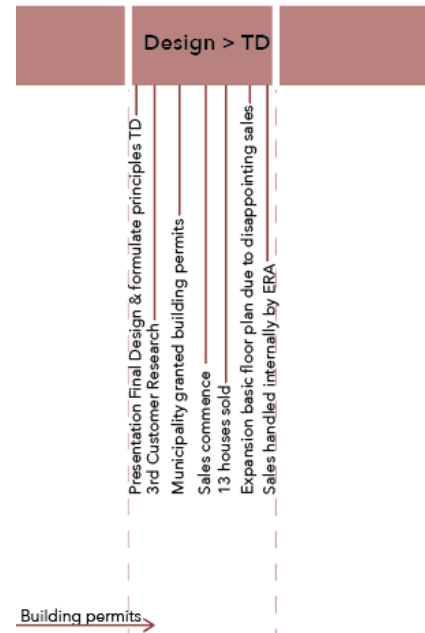 Design > TD
Presentation Final Design & formulate principles TD
3rd Customer Research
Municipality granted building permits
Sales commence
13 houses sold
Expansion basic floor plan due to disappointing sales
Sales handled internally by ERA
Building permits